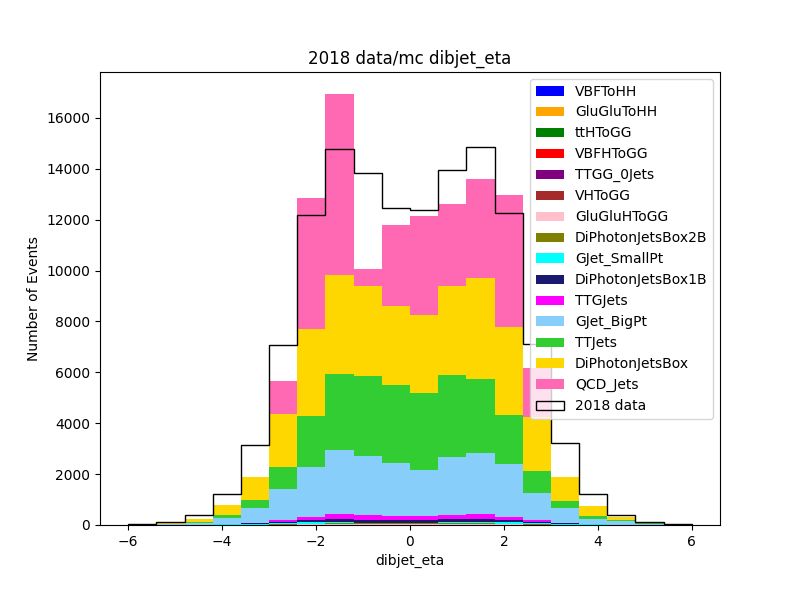 2018 data/mc dibjet_eta
16000
14000
12000
10000
8000
6000
4000
2000
0
Number of Events
−6
−4
−2
0
2
4
6
dibjet_eta
VBFToHH
GluGluToHH
ttHToGG
VBFHToGG
TTGG_0Jets
VHToGG
GluGluHToGG
DiPhotonJetsBox2B
GJet_SmallPt
DiPhotonJetsBox1B
TTGJets
GJet_BigPt
TTJets
DiPhotonJetsBox
QCD_Jets
2018 data